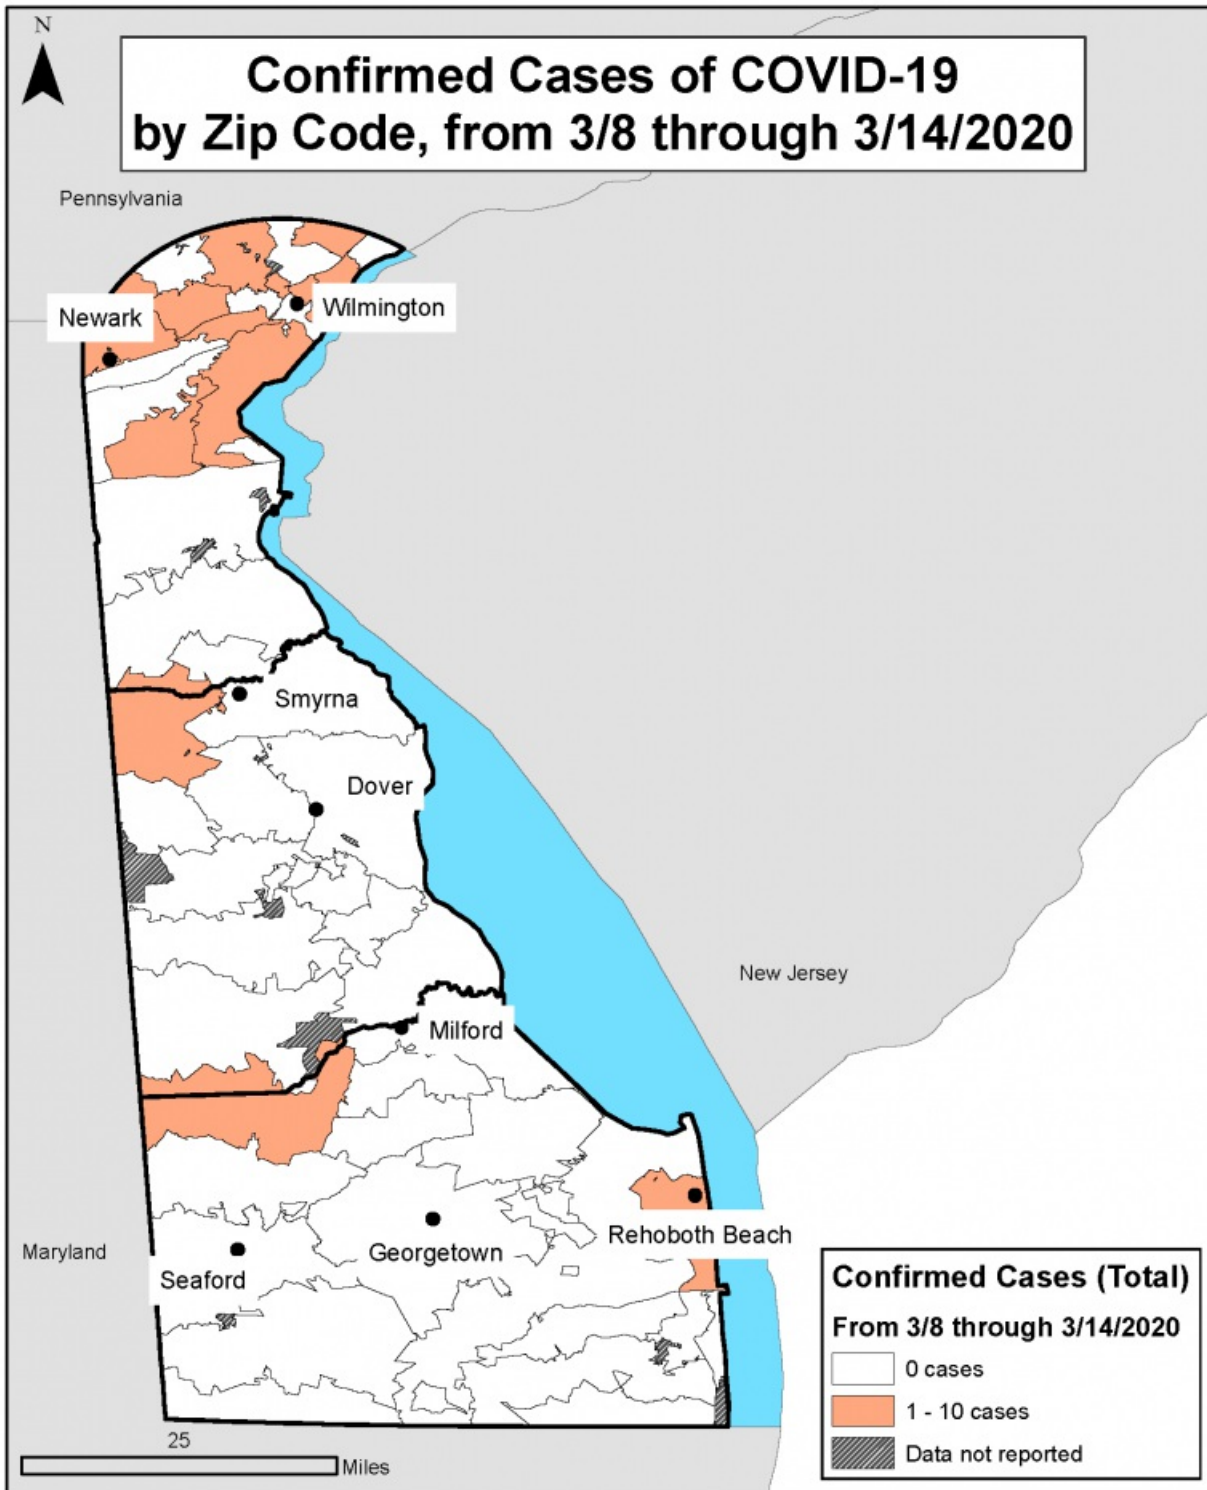 N
Confirmed Cases of COVID-19
by Zip Code, from 3/8 through 3/14/2020
Pennsylvania
Newark
Wilmington
Smyrna
Dover
New Jersey
Milford
Rehoboth Beach
Maryland
Georgetown
Seaford
Confirmed Cases (Total)
From 3/8 through 3/14/2020
0 cases
1 - 10 cases
Data not reported
25
Miles